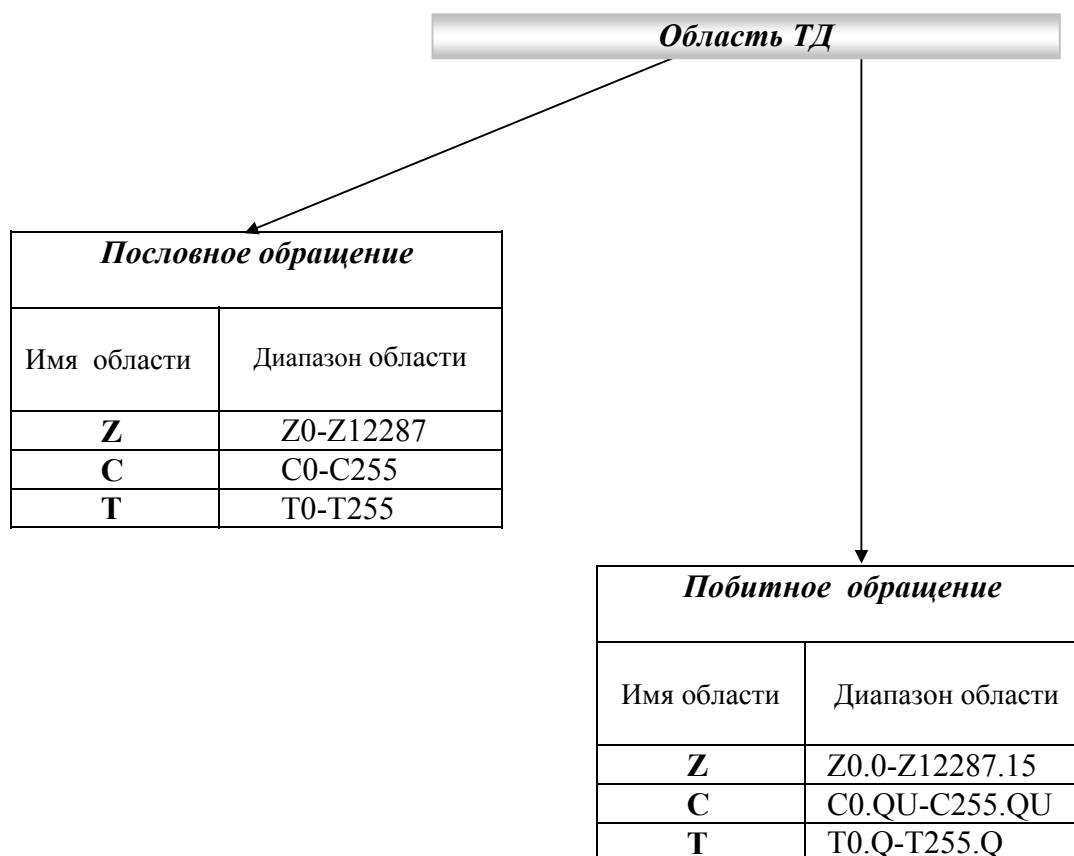 Область ТД
Пословное обращение
Имя области Диапазон области
Z Z0-Z12287
C C0-C255
T T0-T255
Побитное обращение
Имя области Диапазон области
Z Z0.0-Z12287.15
C C0.QU-C255.QU
T T0.Q-T255.Q